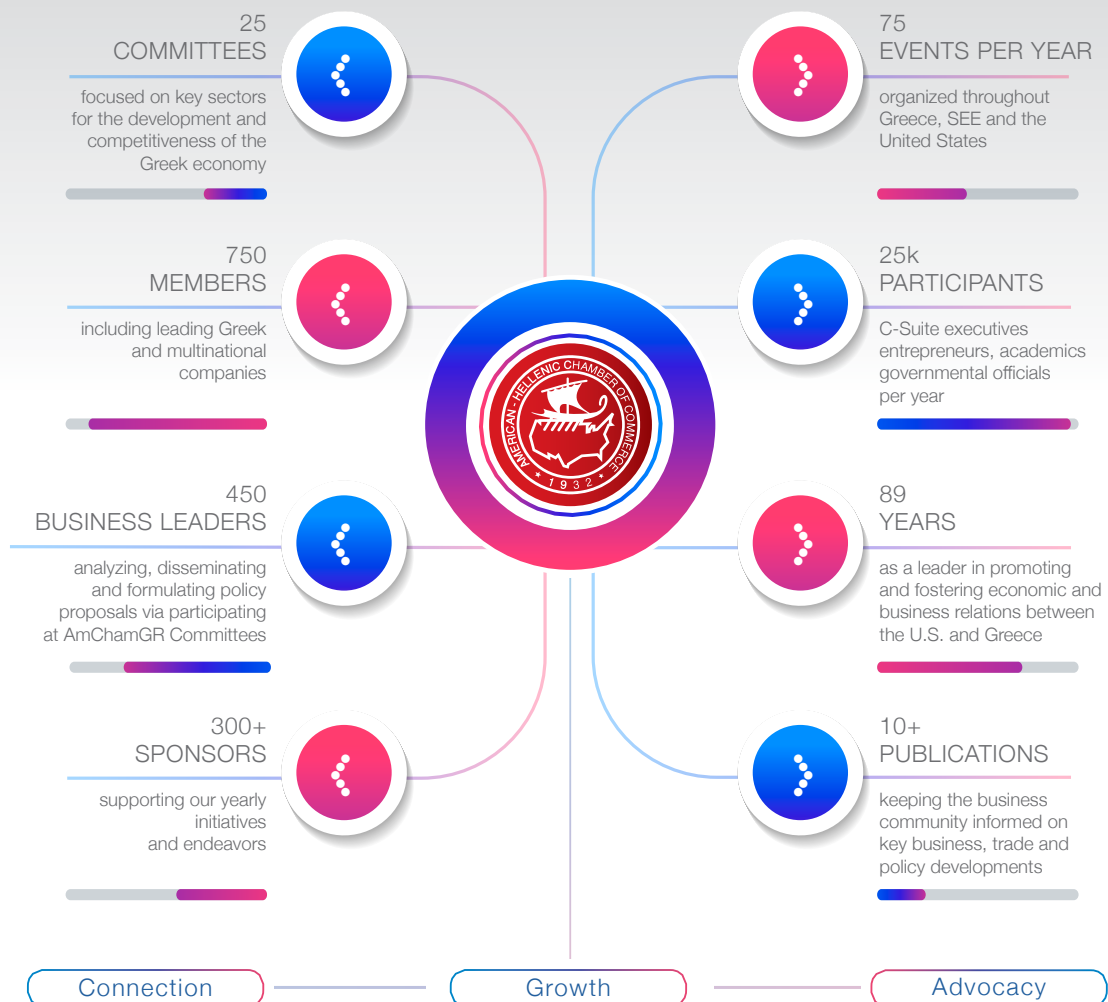 25
COMMITTEES
focused on key sectors
for the development and
competitiveness of the
Greek economy
750
MEMBERS
including leading Greek
and multinational
companies
450
BUSINESS LEADERS
analyzing, disseminating
and formulating policy
proposals via participating
at AmChamGR Committees
300+
SPONSORS
supporting our yearly
initiatives
and endeavors
AMERICAN - HELLENIC CHAMBER OF COMMERCE
* 1932 *
75
EVENTS PER YEAR
organized throughout
Greece, SEE and the
United States
25k
PARTICIPANTS
C-Suite executives
entrepreneurs, academics
governmental officials
per year
89
YEARS
as a leader in promoting
and fostering economic and
business relations between
the U.S. and Greece
10+
PUBLICATIONS
keeping the business
community informed on
key business, trade and
policy developments
Connection
Growth
Advocacy